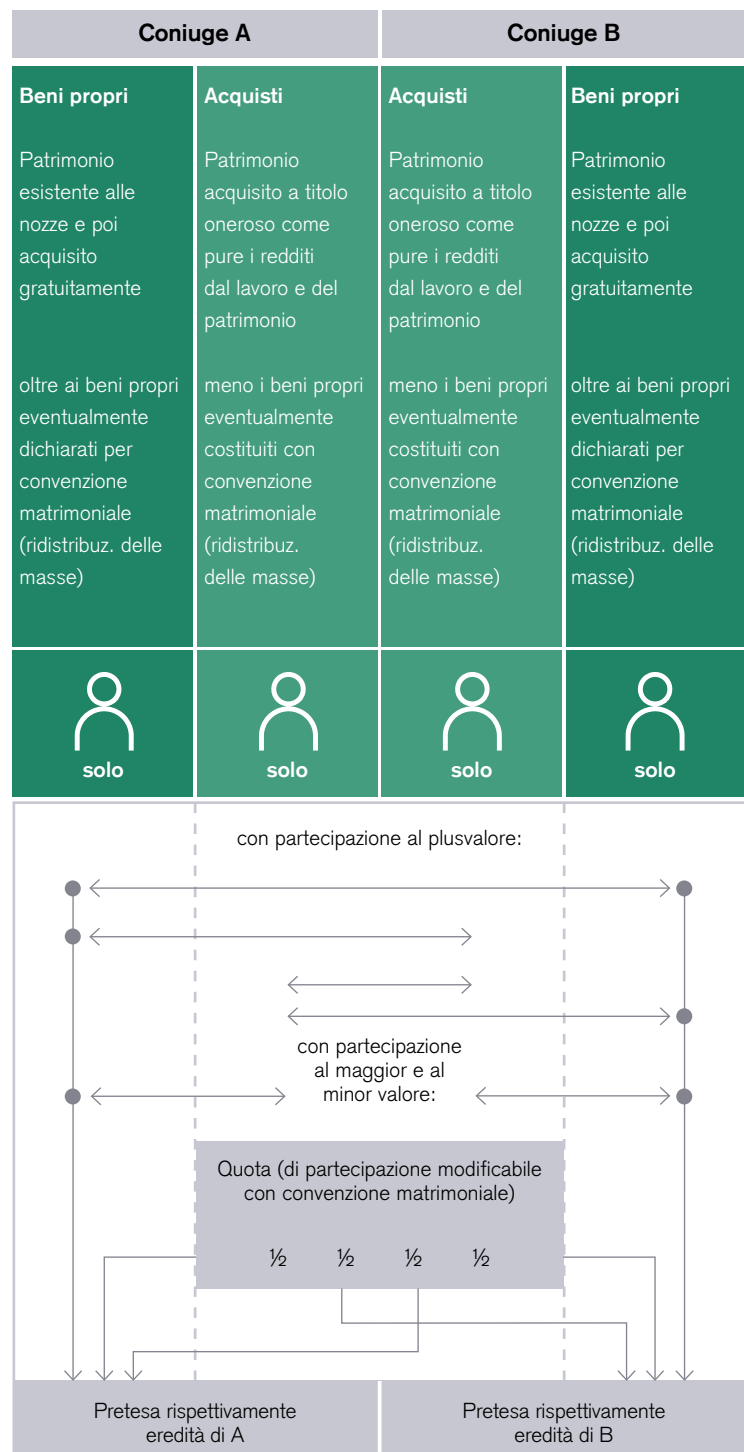 Coniuge A
Coniuge B
Beni propri
Patrimonio
esistente alle
nozze e poi
acquisito
gratuitamente
oltre ai beni propri
eventualmente
dichiarati per
convenzione
matrimoniale
(ridistribuz. delle
masse)
Acquisti
Patrimonio
acquisito a titolo
oneroso come
pure i redditi
dal lavoro e del
patrimonio
meno i beni propri
eventualmente
costituiti con
convenzione
matrimoniale
(ridistribuz.
delle masse)
Acquisti
Patrimonio
acquisito a titolo
oneroso come
pure i redditi
dal lavoro e del
patrimonio
meno i beni propri
eventualmente
costituiti con
convenzione
matrimoniale
(ridistribuz.
delle masse)
Beni propri
Patrimonio
esistente alle
nozze e poi
acquisito
gratuitamente
oltre ai beni propri
eventualmente
dichiarati per
convenzione
matrimoniale
(ridistribuz. delle
masse)
solo
solo
solo
solo
con partecipazione al plusvalore:
con partecipazione
al maggior e al
minor valore:
Quota (di partecipazione modificabile
con convenzione matrimoniale)
½ ½ ½ ½
Pretesa rispettivamente
eredità di A
Pretesa rispettivamente
eredità di B